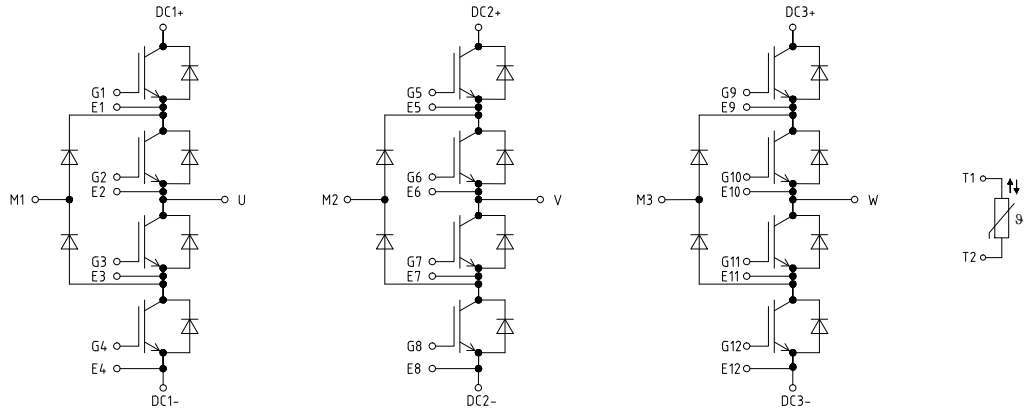 DC1+ DC2+ DC3+
G1 G5 G9
E1 E5 E9
G2 G6 G10
T1
E2 E6 E10
M1 U M2 V M3 W
ϑ
G3 G7 G11
T2
E3 E7 E11
G4 G8 G12
E4 E8 E12
DC1- DC2- DC3-